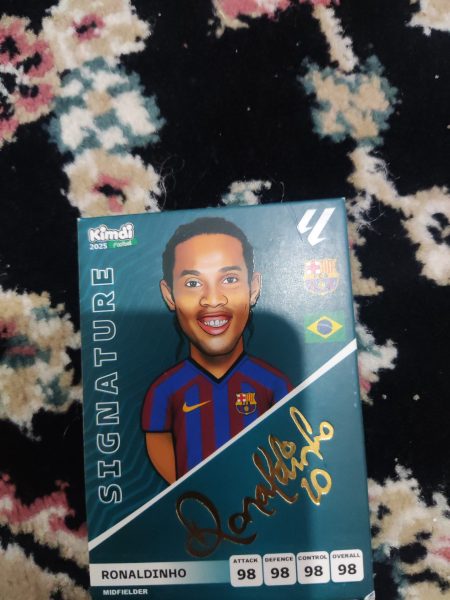 Kimdi
2025 Football
SIGNATURE
Ronaldinho
10
RONALDINHO
MIDFIELDER
ATTACK DEFENCE CONTROL OVERALL
98 98 98 98